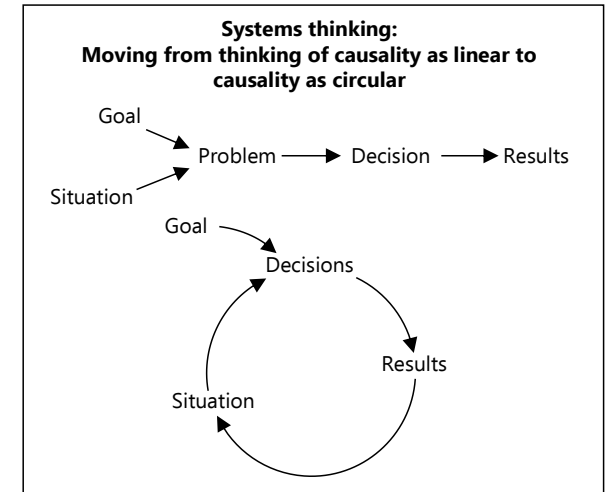 Systems thinking:
Moving from thinking of causality as linear to
causality as circular
Goal
Problem
Decision
Results
Situation
Goal
Decisions
Results
Situation